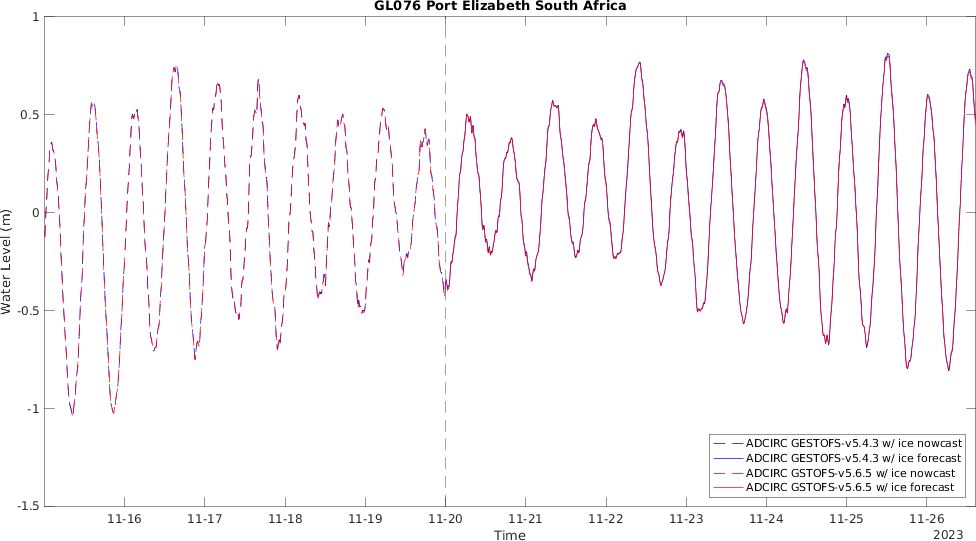 GL076 Port Elizabeth South Africa
1
0.5
0
-0.5
-1
-1.5
Water Level (m)
ADCIRC GESTOFS-v5.4.3 w/ ice nowcast
ADCIRC GESTOFS-v5.4.3 w/ ice forecast
ADCIRC GSTOFS-v5.6.5 w/ ice nowcast
ADCIRC GSTOFS-v5.6.5 w/ ice forecast
11-16 11-17 11-18 11-19 11-20 11-21 11-22 11-23 11-24 11-25 11-26
Time
2023